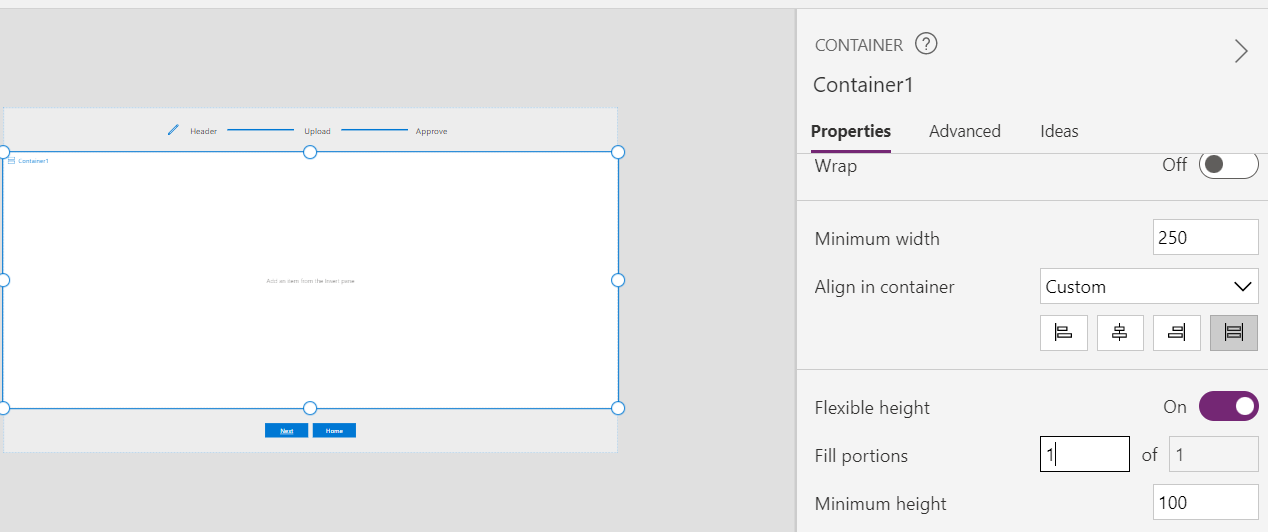 CONTAINER ?
Container1
Properties Advanced Ideas
Wrap Off
Minimum width 250
Align in container Custom
Flexible height On
Fill portions 1 of 1
Minimum height 100
Header Upload Approve
Container1
Add an item from the Insert pane
Next Home